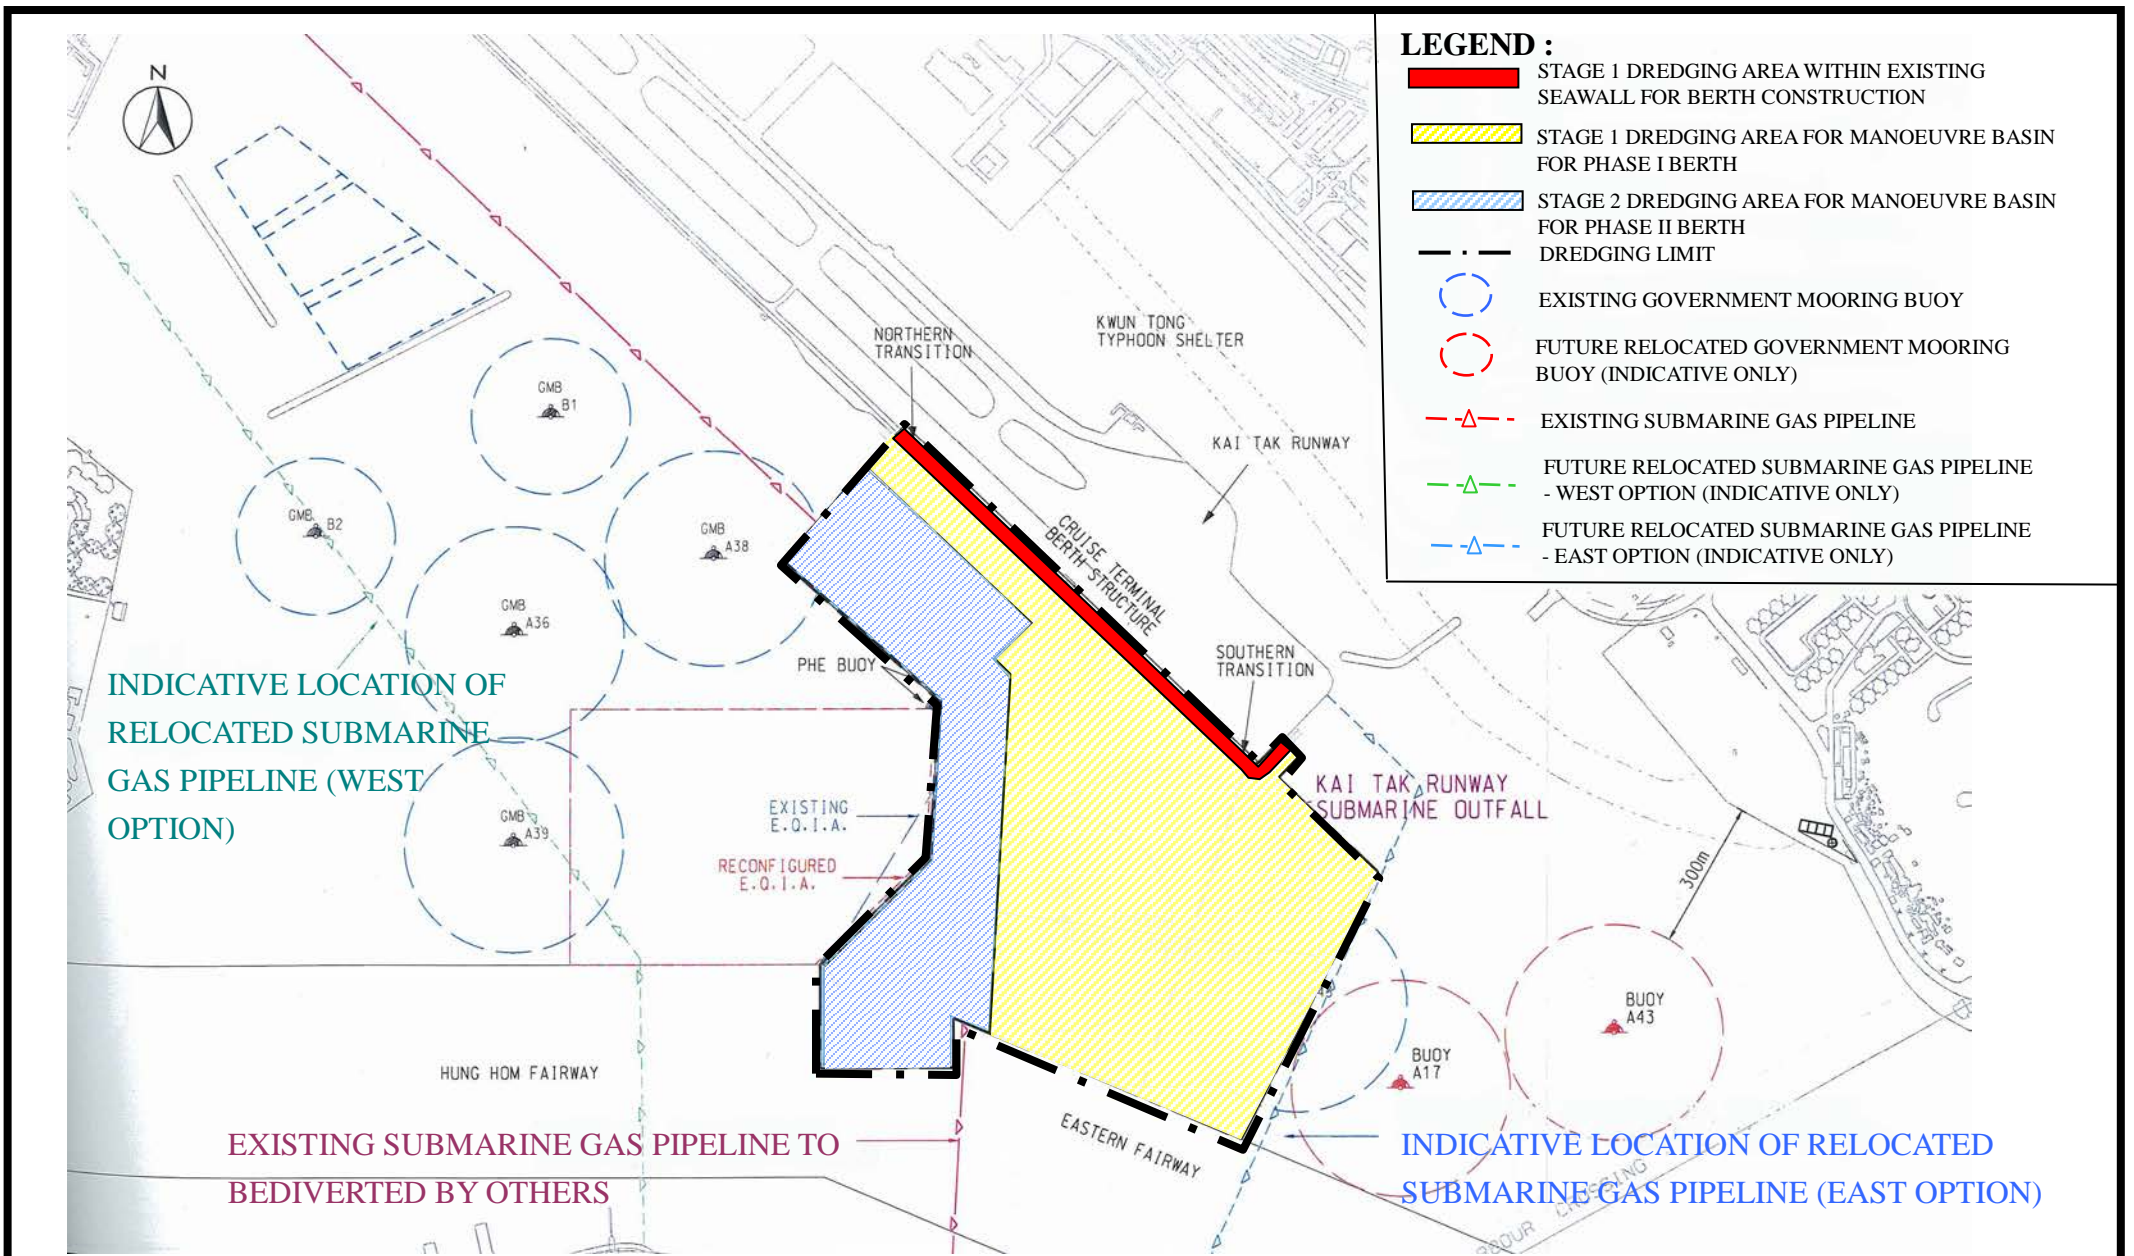 LEGEND :
STAGE 1 DREDGING AREA WITHIN EXISTING
SEAWALL FOR BERTH CONSTRUCTION
STAGE 1 DREDGING AREA FOR MANOEUVRE BASIN
FOR PHASE I BERTH
STAGE 2 DREDGING AREA FOR MANOEUVRE BASIN
FOR PHASE II BERTH
DREDGING LIMIT
EXISTING GOVERNMENT MOORING BUOY
FUTURE RELOCATED GOVERNMENT MOORING
BUOY (INDICATIVE ONLY)
EXISTING SUBMARINE GAS PIPELINE
FUTURE RELOCATED SUBMARINE GAS PIPELINE
- WEST OPTION (INDICATIVE ONLY)
FUTURE RELOCATED SUBMARINE GAS PIPELINE
- EAST OPTION (INDICATIVE ONLY)
N
NORTHERN
TRANSITION
KWUN TONG
TYPHOON SHELTER
GMB
B1
KAI TAK RUNWAY
GMB
B2
GMB
A38
CRUISE TERMINAL
BERTH STRUCTURE
GMB
A36
SOUTHERN
TRANSITION
PHE BUOY
INDICATIVE LOCATION OF
RELOCATED SUBMARINE
GAS PIPELINE (WEST
OPTION)
KAI TAK RUNWAY
SUBMARINE OUTFALL
EXISTING
E.Q.I.A.
GMB
A39
RECONFIGURED
E.Q.I.A.
300m
BUOY
A43
BUOY
A17
HUNG HOM FAIRWAY
EASTERN FAIRWAY
EXISTING SUBMARINE GAS PIPELINE TO
BEDIVERTED BY OTHERS
INDICATIVE LOCATION OF RELOCATED
SUBMARINE GAS PIPELINE (EAST OPTION)
CROSSING